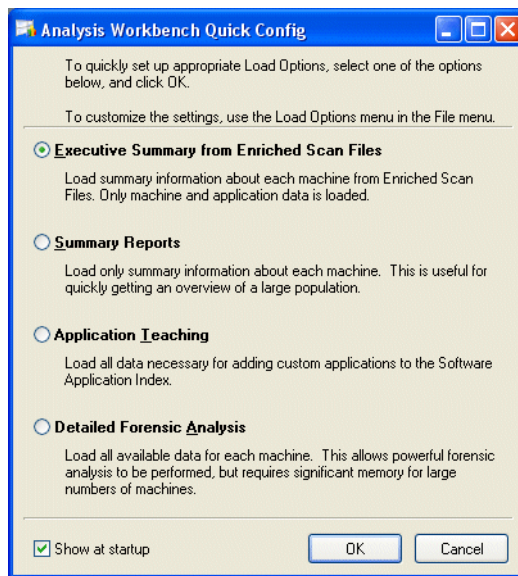 Analysis Workbench Quick Config
To quickly set up appropriate Load Options, select one of the options
below, and click OK.
To customize the settings, use the Load Options menu in the File menu.
Executive Summary from Enriched Scan Files
Load summary information about each machine from Enriched Scan
Files. Only machine and application data is loaded.
Summary Reports
Load only summary information about each machine. This is useful for
quickly getting an overview of a large population.
Application Teaching
Load all data necessary for adding custom applications to the Software
Application Index.
Detailed Forensic Analysis
Load all available data for each machine. This allows powerful forensic
analysis to be performed, but requires significant memory for large
numbers of machines.
Show at startup
OK
Cancel